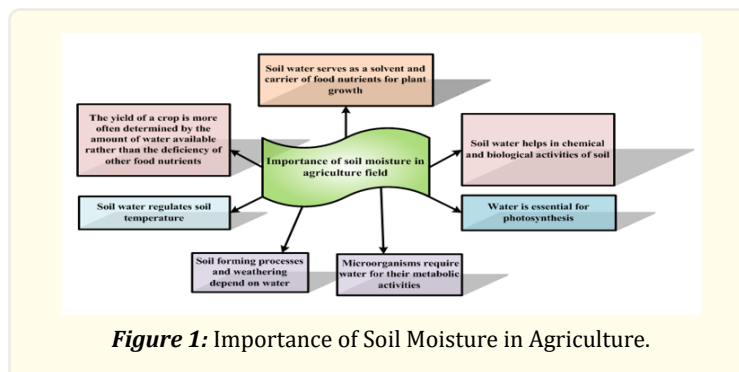 Soil water serves as a solvent and
carrier of food nutrients for plant
growth
The yield of a crop is more
often determined by the
amount of water available
rather than the deficiency of
other food nutrients
Importance of soil moisture in
agriculture field
Soil water helps in chemical
and biological activities of soil
Soil water regulates soil
temperature
Water is essential for
photosynthesis
Soil forming processes
and weathering
depend on water
Microorganisms require
water for their metabolic
activities
Figure 1: Importance of Soil Moisture in Agriculture.